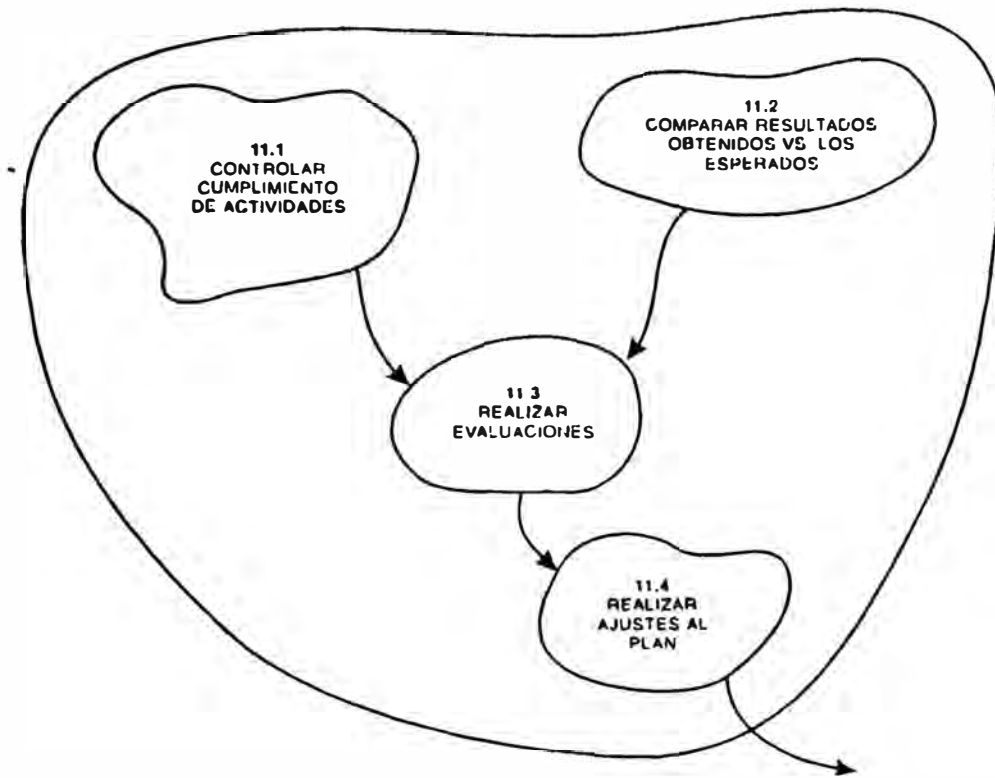 11.1
CONTROLAR
CUMPLIMIENTO
DE ACTIVIDADES
11.2
COMPARAR RESULTADOS
OBTENIDOS VS LOS
ESPERADOS
11 3
REALIZAR
EVALUACIONES
11.4
REALIZAR
AJUSTES AL
PLAN